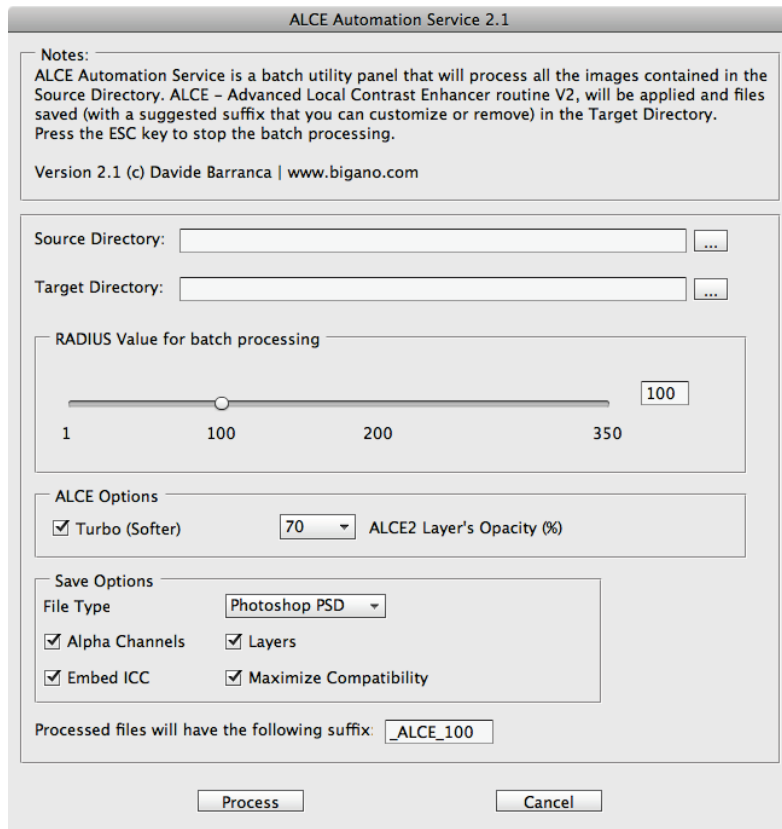 ALCE Automation Service 2.1
Notes:
ALCE Automation Service is a batch utility panel that will process all the images contained in the
Source Directory. ALCE – Advanced Local Contrast Enhancer routine V2, will be applied and files
saved (with a suggested suffix that you can customize or remove) in the Target Directory.
Press the ESC key to stop the batch processing.
Version 2.1 (c) Davide Barranca | www.bigano.com
Source Directory: ...
Target Directory: ...
RADIUS Value for batch processing
100
1 100 200 350
ALCE Options
Turbo (Softer) 70 ALCE2 Layer's Opacity (%)
Save Options
File Type Photoshop PSD
Alpha Channels Layers
Embed ICC Maximize Compatibility
Processed files will have the following suffix: _ALCE_100
Process Cancel